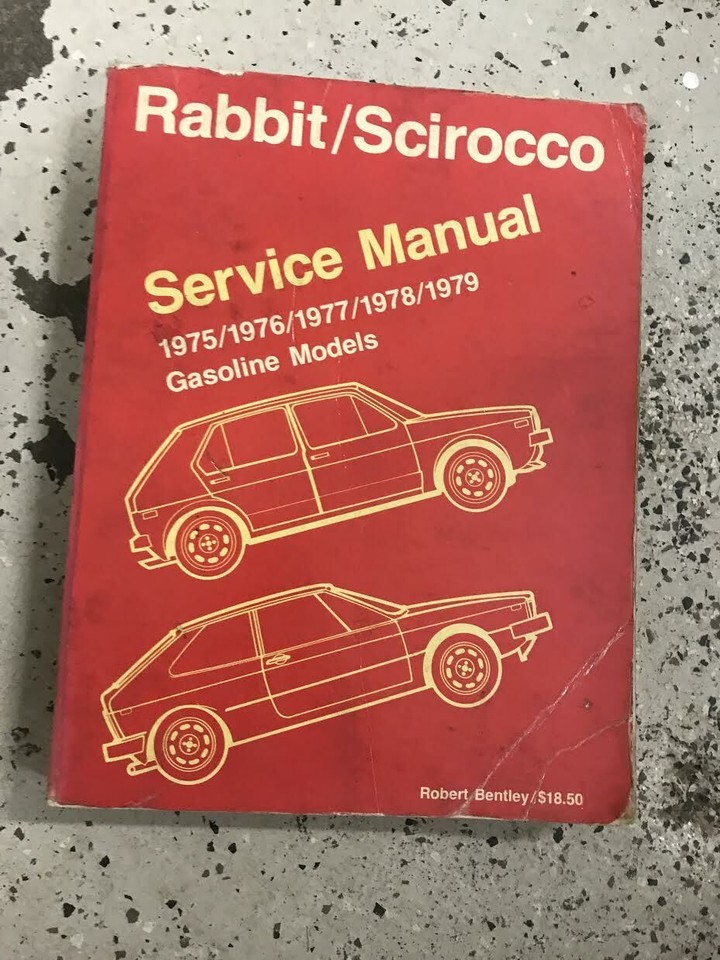 Rabbit/Scirocco
Service Manual
1975/1976/1977/1978/1979
Gasoline Models
Robert Bentley/$18.50